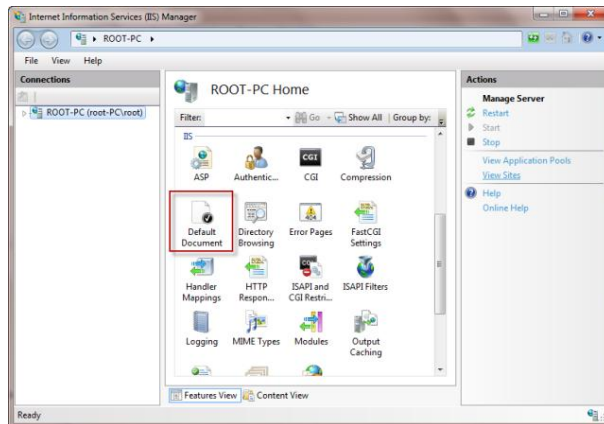 Internet Information Services (IIS) Manager
ROOT-PC
File View Help
Connections
ROOT-PC (root-PC\root)
ROOT-PC Home
Filter: Go Show All Group by:
IIS
ASP Authentic... CGI Compression
CGI
Default Document
Directory Browsing
Error Pages
FastCGI Settings
Handler Mappings
HTTP Respon...
ISAPI and CGI Restri...
ISAPI Filters
Logging MIME Types Modules
Output Caching
Features View Content View
Actions
Manage Server
Restart
Start
Stop
View Application Pools
View Sites
Help
Online Help
Ready